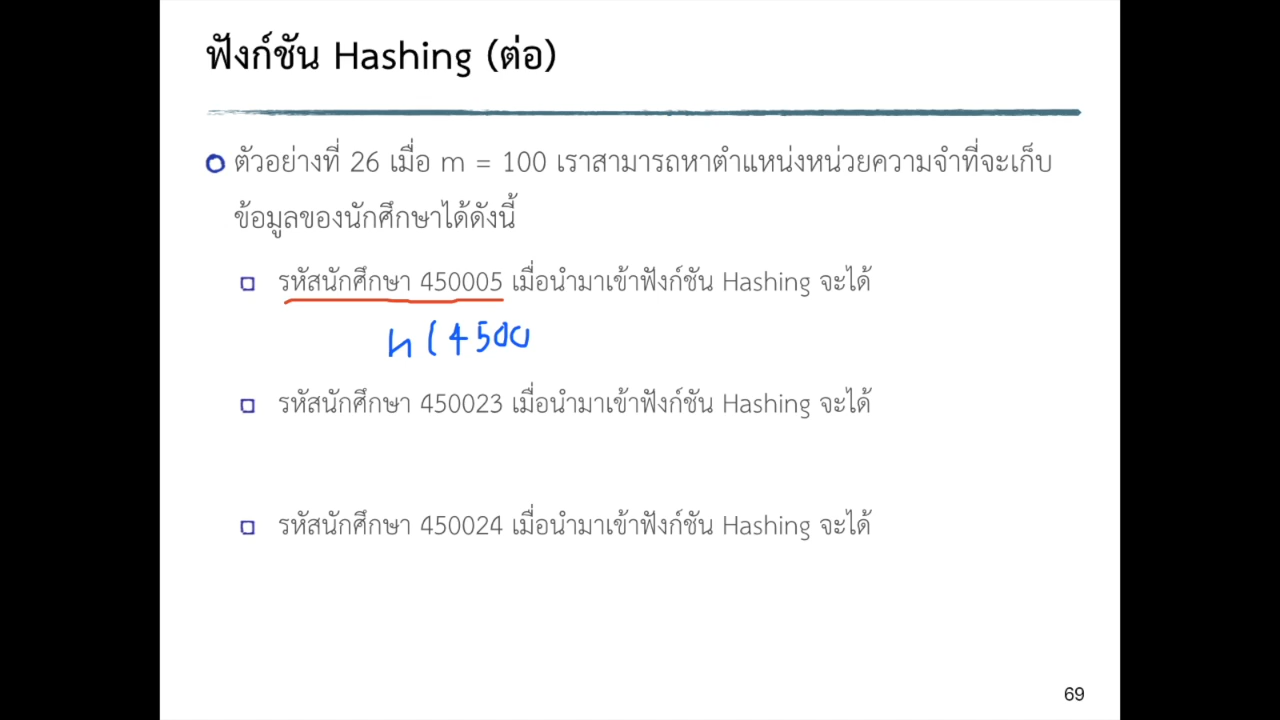 ฟังก์ชัน Hashing (ต่อ)
ตัวอย่างที่ 26 เมื่อ m = 100 เราสามารถหาตำแหน่งหน่วยความจำที่จะเก็บ
ข้อมูลของนักศึกษาได้ดังนี้
รหัสนักศึกษา 450005 เมื่อนำมาเข้าฟังก์ชัน Hashing จะได้
h(4500
รหัสนักศึกษา 450023 เมื่อนำมาเข้าฟังก์ชัน Hashing จะได้
รหัสนักศึกษา 450024 เมื่อนำมาเข้าฟังก์ชัน Hashing จะได้
69